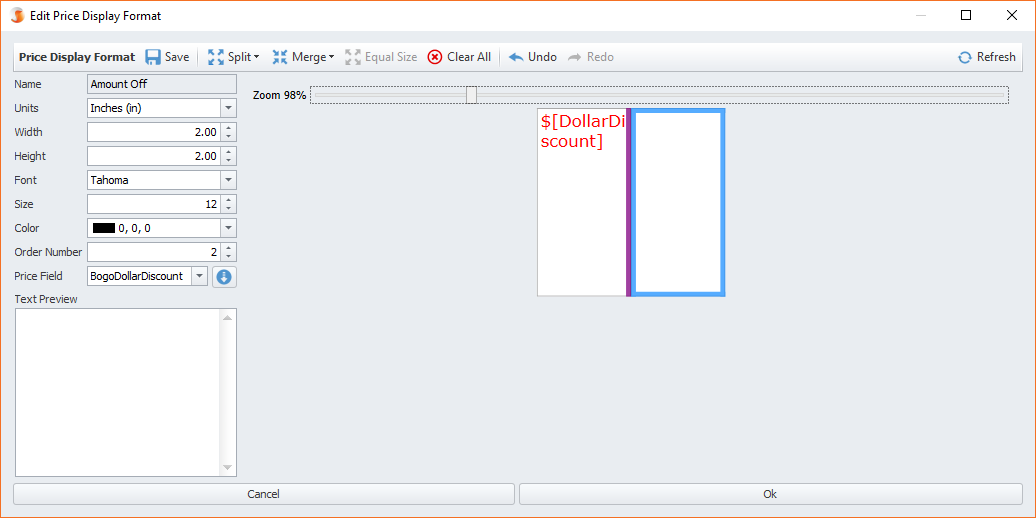 Edit Price Display Format
Price Display Format Save Split Merge Equal Size Clear All Undo Redo Refresh
Name Amount Off
Units Inches (in)
Width 2.00
Height 2.00
Font Tahoma
Size 12
Color 0, 0, 0
Order Number 2
Price Field BogoDollarDiscount
Text Preview
Zoom 98%
$[DollarDi
scount]
Cancel Ok